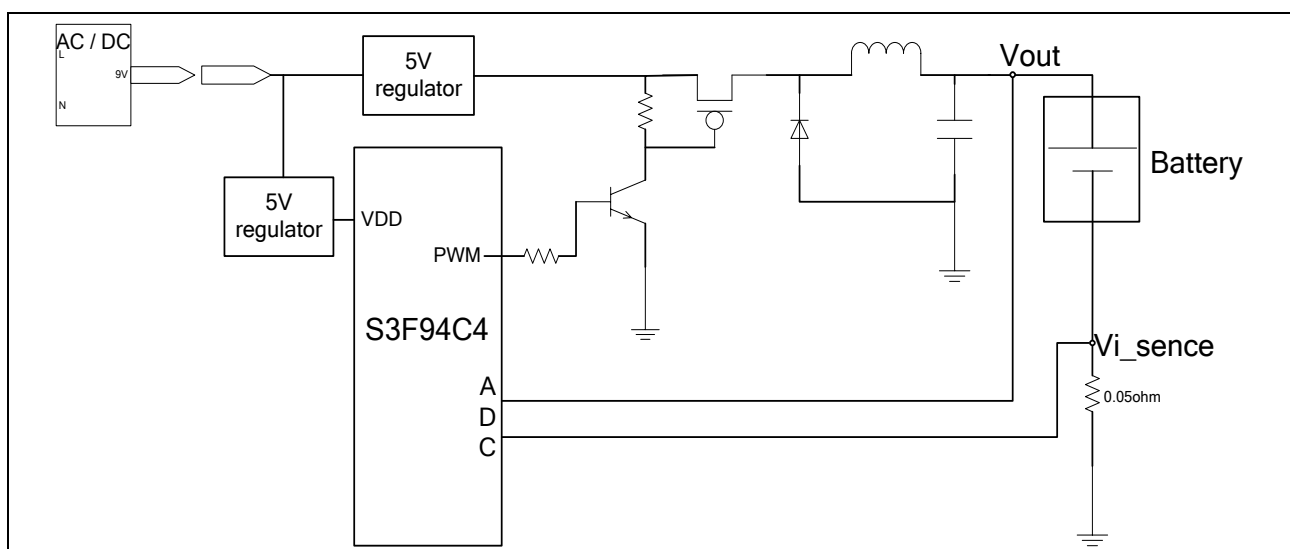 AC / DC
L
9V
N
5V
regulator
Vout
Battery
5V
regulator
VDD
PWM
S3F94C4
A
D
C
Vi_sence
0.05ohm